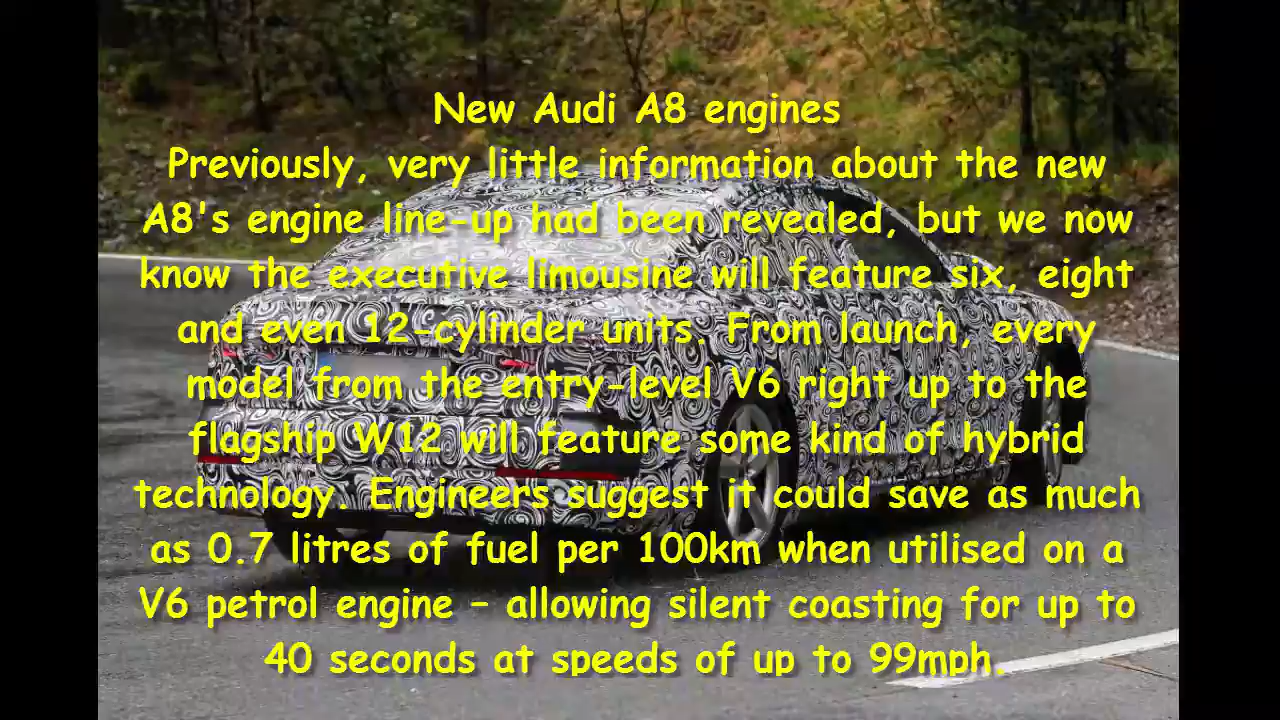 New Audi A8 engines
Previously, very little information about the new
A8's engine line-up had been revealed, but we now
know the executive limousine will feature six, eight
and even 12-cylinder units. From launch, every
model from the entry-level V6 right up to the
flagship W12 will feature some kind of hybrid
technology. Engineers suggest it could save as much
as 0.7 litres of fuel per 100km when utilised on a
V6 petrol engine – allowing silent coasting for up to
40 seconds at speeds of up to 99mph.